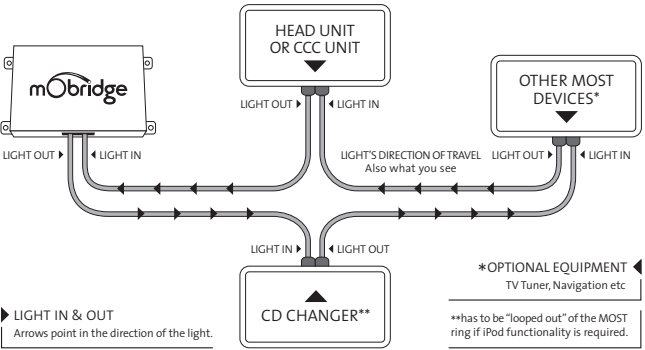 HEAD UNIT
OR CCC UNIT
mObridge
OTHER MOST
DEVICES*
LIGHT OUT
LIGHT IN
LIGHT OUT
LIGHT IN
LIGHT'S DIRECTION OF TRAVEL
Also what you see
LIGHT OUT
LIGHT IN
LIGHT IN
LIGHT OUT
CD CHANGER**
*OPTIONAL EQUIPMENT
TV Tuner, Navigation etc
LIGHT IN & OUT
Arrows point in the direction of the light.
**has to be "looped out" of the MOST
ring if iPod functionality is required.